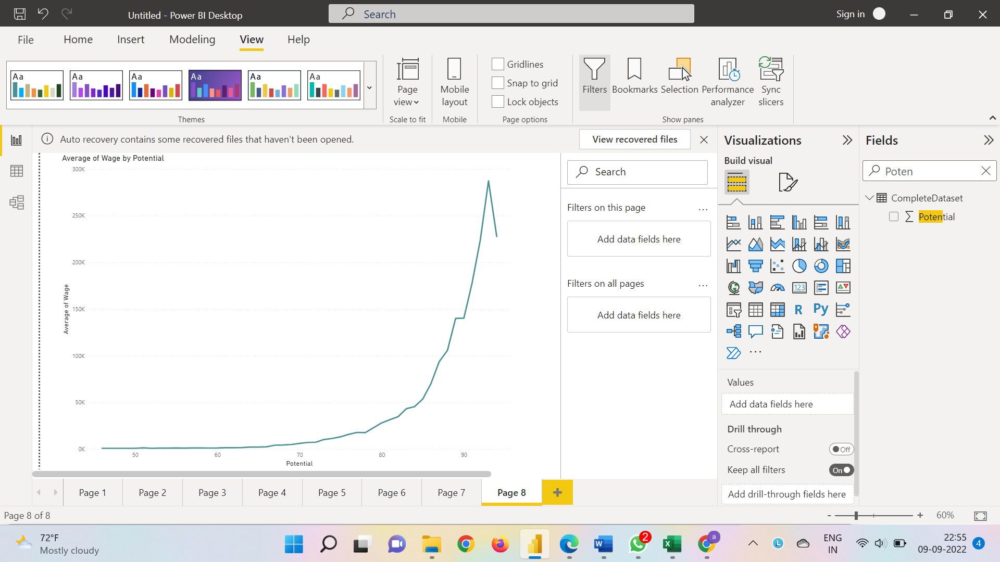 Untitled - Power BI Desktop
Search
Sign in
File
Home
Insert
Modeling
View
Help
Aa
Aa
Aa
Aa
Aa
Aa
Page view
Mobile layout
Gridlines
Snap to grid
Lock objects
Filters
Bookmarks
Selection
Performance analyzer
Sync slicers
Themes
Scale to fit
Mobile
Page options
Show panes
Auto recovery contains some recovered files that haven't been opened.
View recovered files
Average of Wage by Potential
300K
250K
200K
150K
100K
50K
0K
Average of Wage
50
60
70
80
90
Potential
Search
Filters on this page
...
Add data fields here
Filters on all pages
...
Add data fields here
Visualizations
Build visual
123
R
Py
...
Values
Add data fields here
Drill through
Cross-report
Off
Keep all filters
On
Add drill-through fields here
Fields
Poten
CompleteDataset
Σ Potential
Page 1
Page 2
Page 3
Page 4
Page 5
Page 6
Page 7
Page 8
+
Page 8 of 8
-
+
60%
72°F
Mostly cloudy
W
2
X
a
L
ENG
IN
22:55
09-09-2022
4